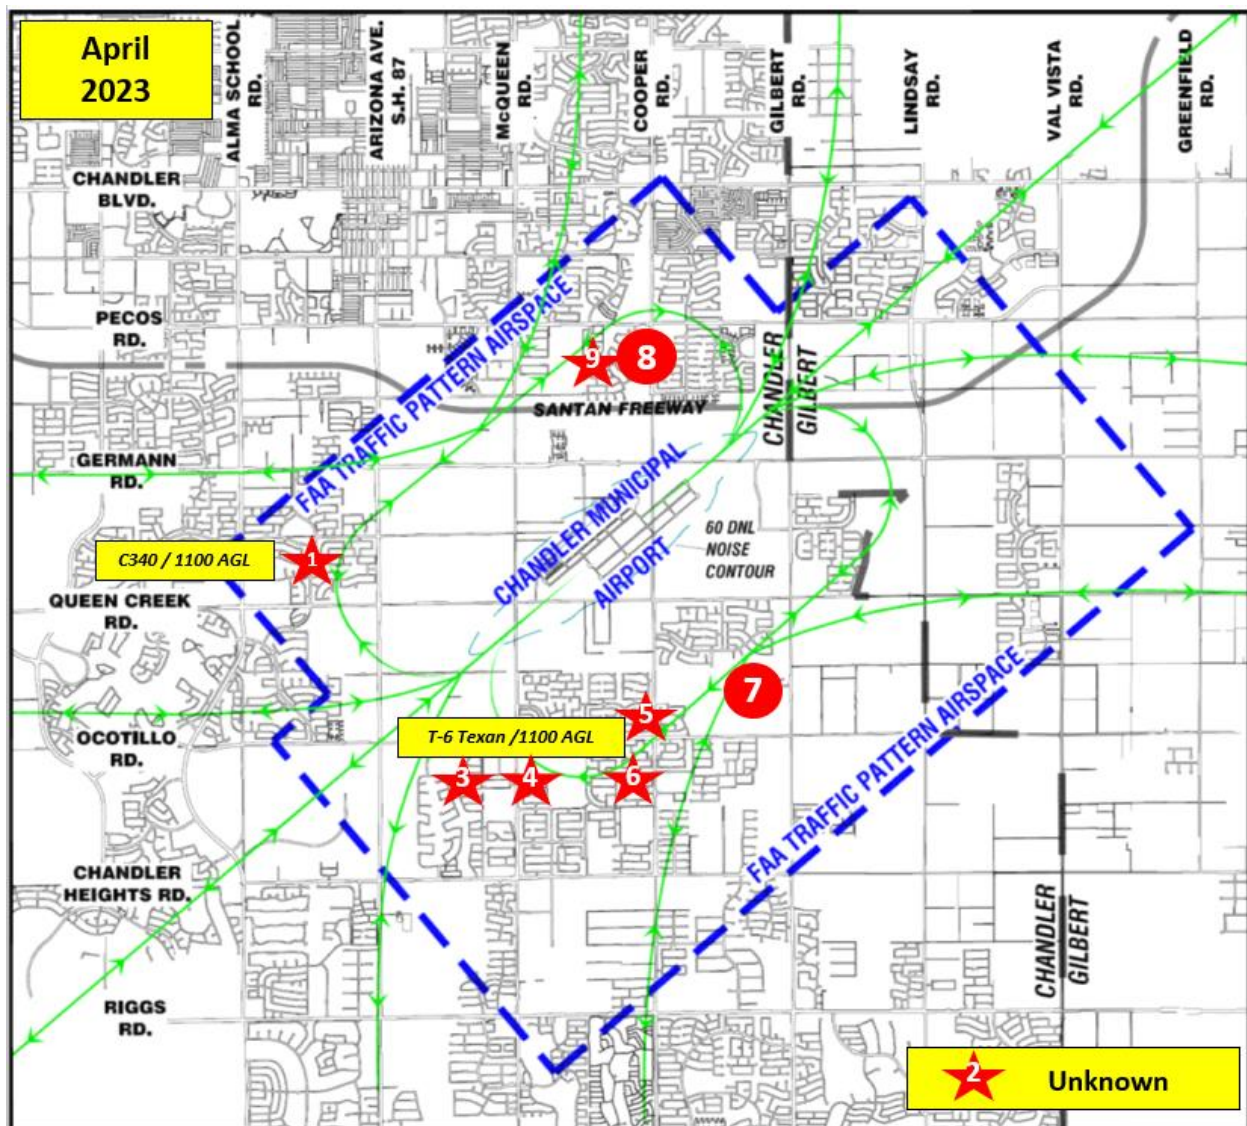 April
2023
ALMA SCHOOL
RD.
ARIZONA AVE.
S.H. 87
McQUEEN
RD.
COOPER
RD.
GILBERT
RD.
LINDSAY
RD.
VAL VISTA
RD.
GREENFIELD
RD.
CHANDLER
BLVD.
PECOS
RD.
FAA TRAFFIC PATTERN AIRSPACE
9
8
SANTAN FREEWAY
CHANDLER
GILBERT
GERMANN
RD.
CHANDLER MUNICIPAL
AIRPORT
60 DNL
NOISE
CONTOUR
C340 / 1100 AGL
1
QUEEN CREEK
RD.
7
5
OCOTILLO
RD.
T-6 Texan /1100 AGL
3
4
6
FAA TRAFFIC PATTERN AIRSPACE
CHANDLER
HEIGHTS RD.
CHANDLER
GILBERT
RIGGS
RD.
2
Unknown